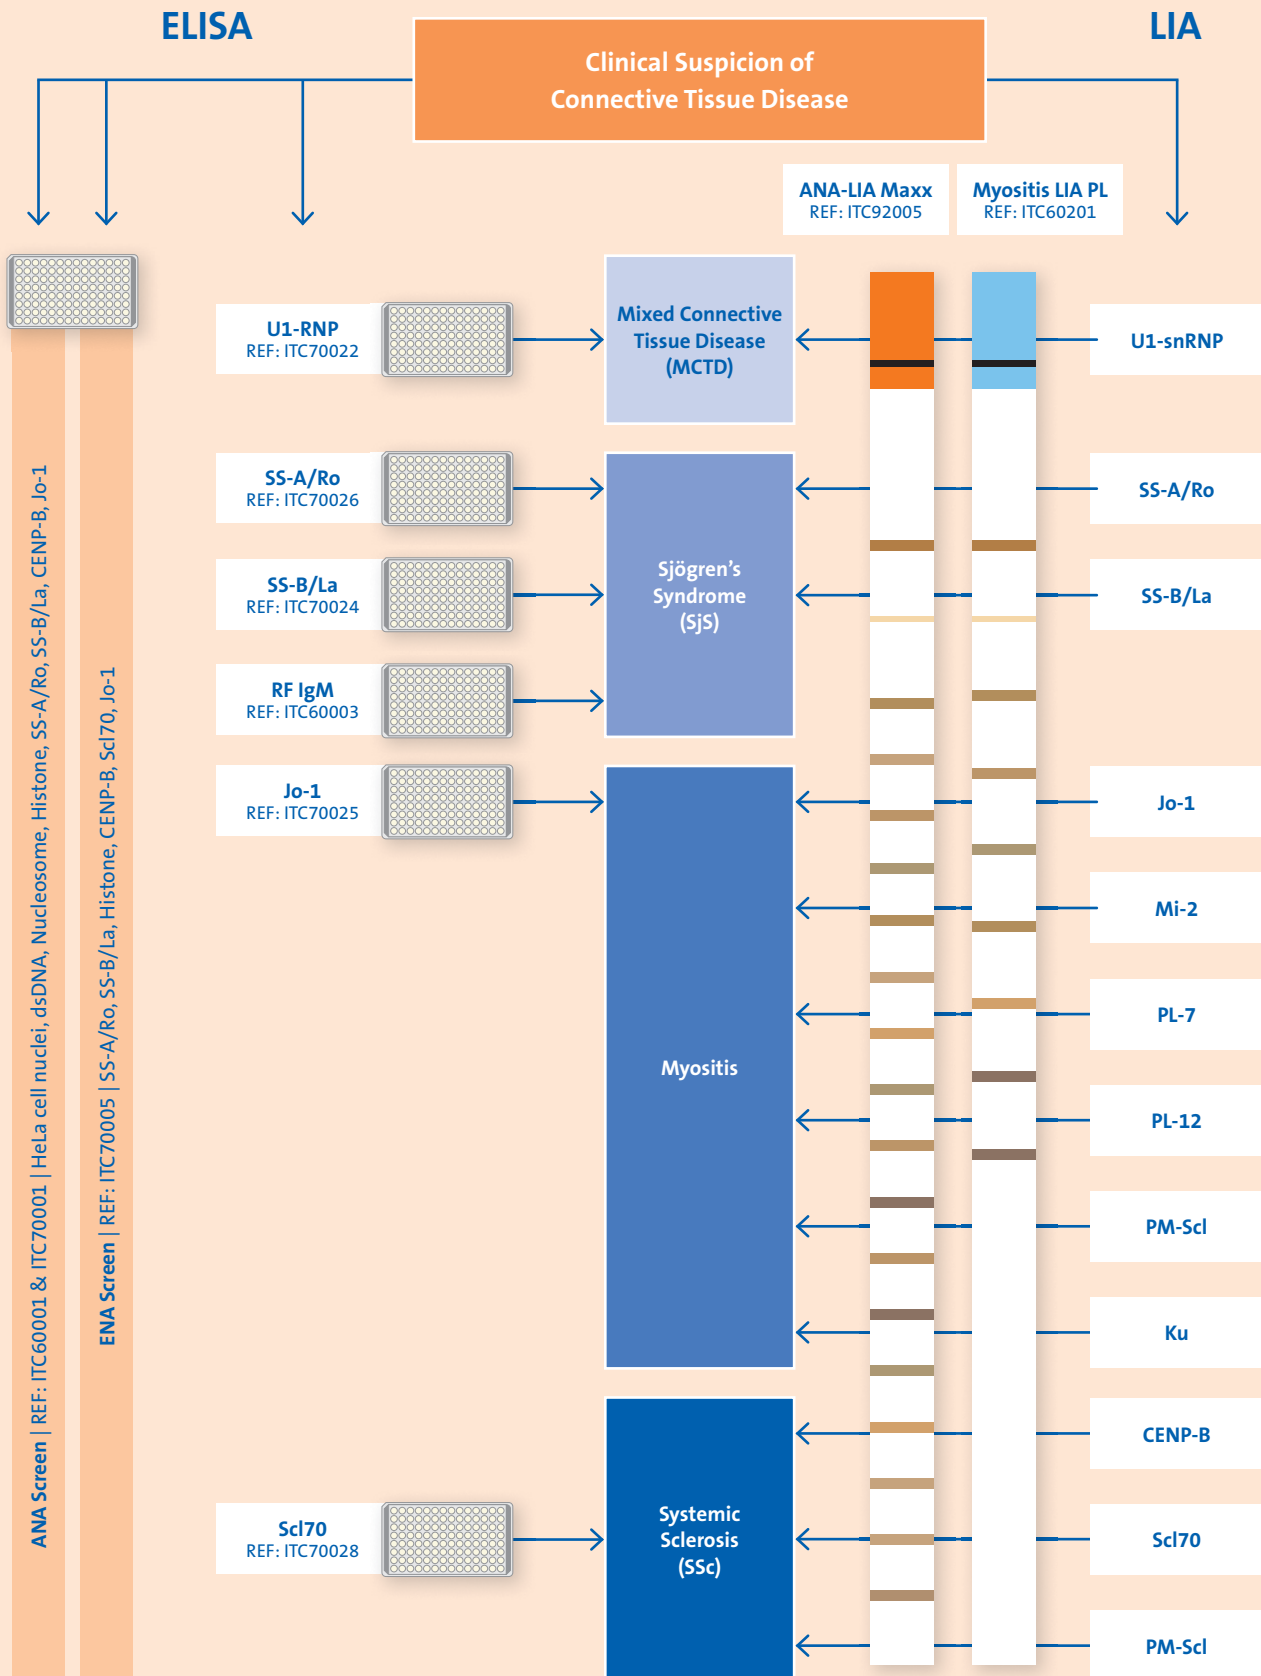 ELISA
LIA
Clinical Suspicion of
Connective Tissue Disease
ANA-LIA Maxx
REF: ITC92005
Myositis LIA PL
REF: ITC60201
ANA Screen | REF: ITC60001 & ITC70001 | HeLa cell nuclei, dsDNA, Nucleosome, Histone, SS-A/Ro, SS-B/La, CENP-B, Jo-1
ENA Screen | REF: ITC70005 | SS-A/Ro, SS-B/La, Histone, CENP-B, Scl70, Jo-1
U1-RNP
REF: ITC70022
Mixed Connective
Tissue Disease
(MCTD)
U1-snRNP
SS-A/Ro
REF: ITC70026
SS-B/La
REF: ITC70024
RF IgM
REF: ITC60003
Sjögren's
Syndrome
(SjS)
SS-A/Ro
SS-B/La
Jo-1
REF: ITC70025
Myositis
Jo-1
Mi-2
PL-7
PL-12
PM-Scl
Ku
Scl70
REF: ITC70028
Systemic
Sclerosis
(SSc)
CENP-B
Scl70
PM-Scl